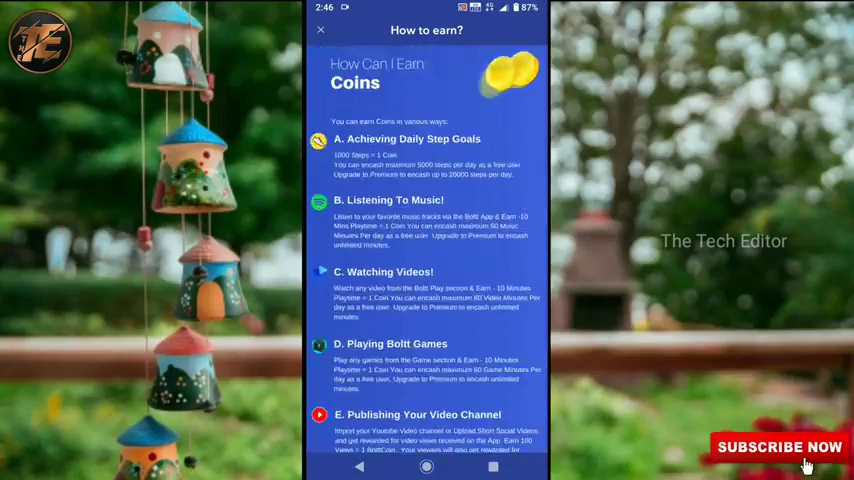 2:46
87%
How to earn?
How Can I Earn
Coins
You can earn Coins in various ways:
A. Achieving Daily Step Goals
1000 Steps = 1 Coin
You can encash maximum 5000 steps per day as a free user
Upgrade to Premium to encash up to 20000 steps per day.
B. Listening To Music!
Listen to your favorite music tracks via the Boltt App & Earn -10
Mins Playtime = 1 Coin You can encash maximum 60 Music
Minutes Per day as a free user. Upgrade to Premium to encash
unlimited minutes.
C. Watching Videos!
Watch any video from the Boltt Play section & Earn - 10 Minutes
Playtime = 1 Coin You can encash maximum 60 Video Minutes Per
day as a free user. Upgrade to Premium to encash unlimited
minutes.
D. Playing Boltt Games
Play any games from the Game section & Earn - 10 Minutes
Playtime = 1 Coin You can encash maximum 60 Game Minutes Per
day as a free user. Upgrade to Premium to encash unlimited
minutes.
E. Publishing Your Video Channel
Import your Youtube Video channel or Upload Short Social Videos
and get rewarded for video views recieved on the App. Earn 100
Views = 1 BolttCoin. Your viewers will also get rewarded for
The Tech Editor
SUBSCRIBE NOW